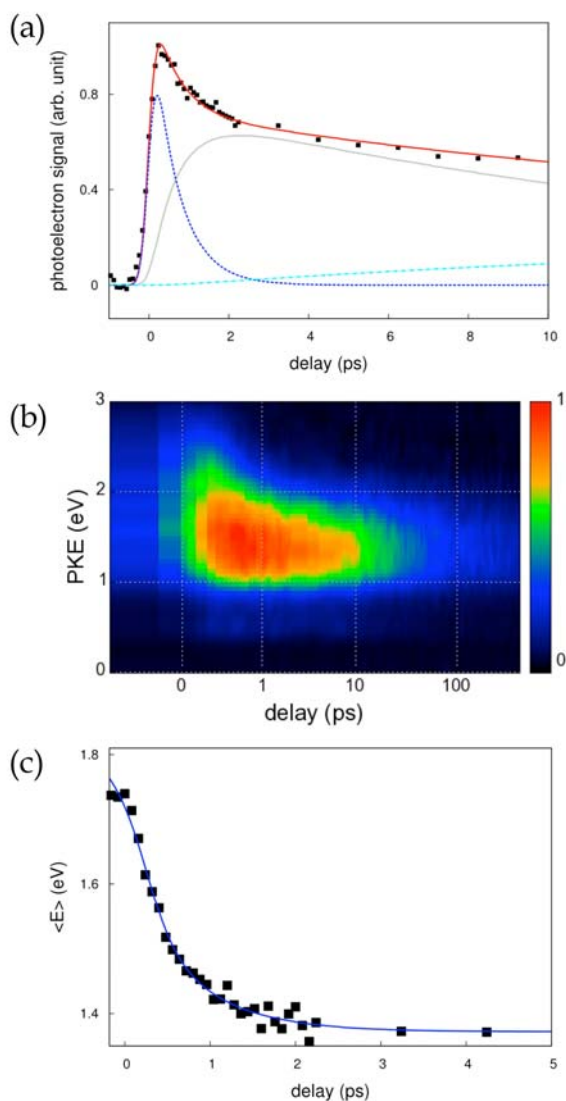 (a)
photoelectron signal (arb. unit)
0.8
0.4
0
0 2 4 6 8 10
delay (ps)
(b)
PKE (eV)
3
2
1
0
1
0
0 1 10 100
delay (ps)
(c)
<E> (eV)
1.8
1.6
1.4
0 1 2 3 4 5
delay (ps)